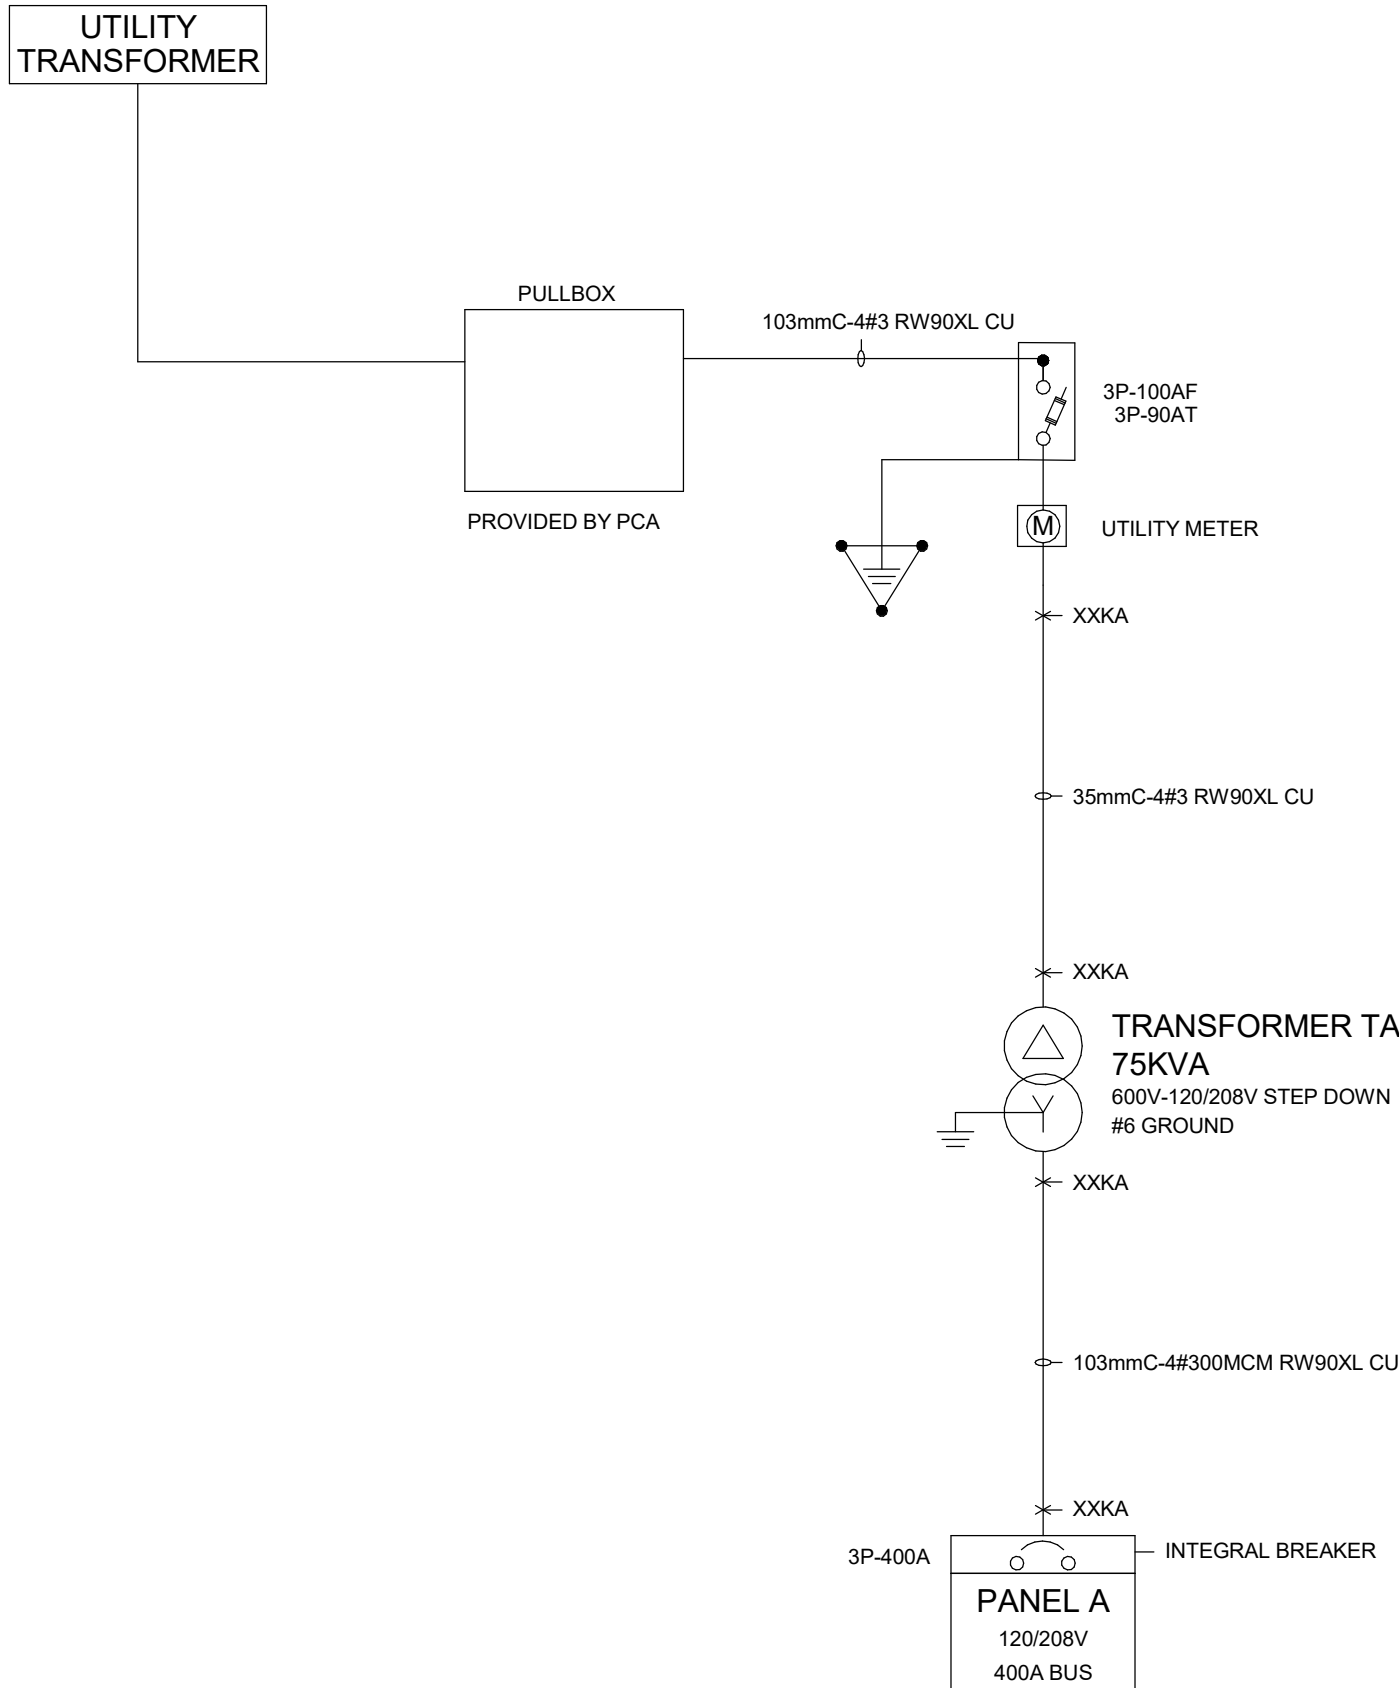 UTILITY
TRANSFORMER
PULLBOX
103mmC-4#3 RW90XL CU
3P-100AF
3P-90AT
PROVIDED BY PCA
M
UTILITY METER
XXKA
35mmC-4#3 RW90XL CU
XXKA
TRANSFORMER TA
75KVA
600V-120/208V STEP DOWN
#6 GROUND
XXKA
103mmC-4#300MCM RW90XL CU
XXKA
3P-400A
INTEGRAL BREAKER
PANEL A
120/208V
400A BUS